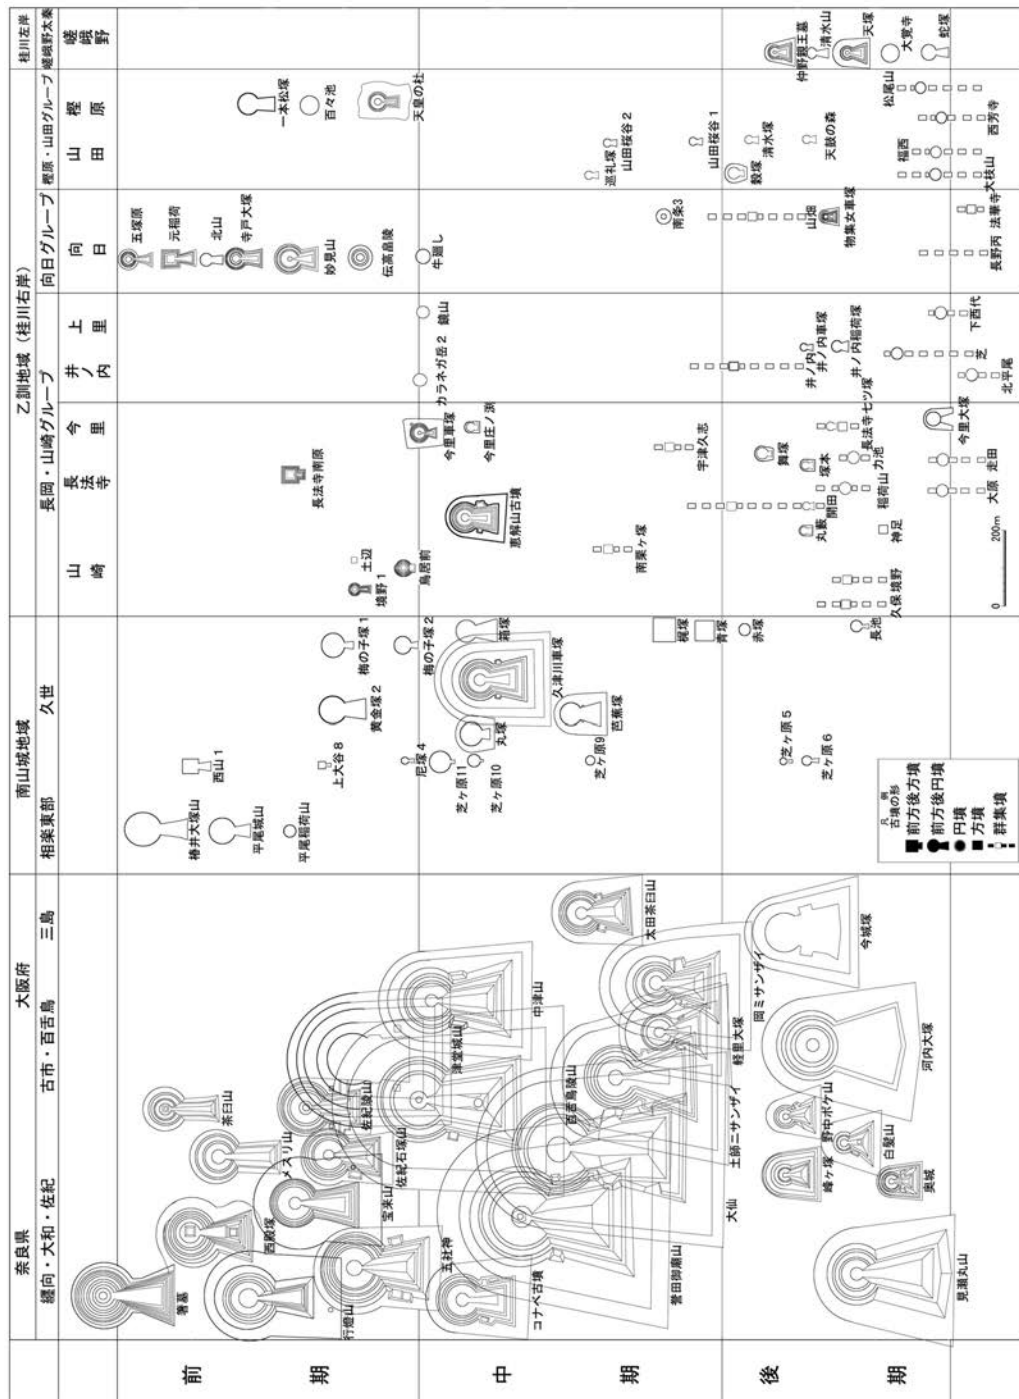 奈良県
大阪府
南山城地域
乙訓地域（桂川右岸）
桂川左岸
纒向・大和・佐紀
古市・百舌鳥
三島
相楽東部
久世
長岡・山崎グループ
向日グループ
樫原・山田グループ
嵯峨野太秦
山崎
長法寺
今里
井ノ内
上里
向日
山田
樫原
嵯峨野
前期
中期
後期
箸墓
西殿塚
行燈山
メスリ山
茶臼山
宝来山
五社神
佐紀石塚山
佐紀陵山
コナベ古墳
津堂城山
中津山
誉田御廟山
大仙
百舌鳥陵山
土師ニサンザイ
軽里大塚
岡ミサンザイ
太田茶臼山
今城塚
河内大塚
野中ボケ山
白髪山
峰ヶ塚
見瀬丸山
椿井大塚山
平尾城山
平尾稲荷山
西山１
上大谷８
黄金塚２
梅の子塚１
梅の子塚２
尼塚４
芝ヶ原11
芝ヶ原10
丸塚
箱塚
久津川車塚
芭蕉塚
芝ヶ原９
梶塚
青塚
赤塚
芝ヶ原５
芝ヶ原６
長池
凡例
古墳の形
前方後方墳
前方後円墳
円墳
方墳
群集墳
境野１
土辺
鳥居前
長法寺南原
今里車塚
今里庄ノ渕
恵解山古墳
南栗ヶ塚
宇津久志
舞塚
塚本
開田
丸藪
稲荷山
神足
久保
境野
長法寺七ツ塚
力池
今里大塚
大原
走田
0
200m
カラネガ岳２
鏡山
井ノ内
井ノ内車塚
井ノ内稲荷塚
芝
北平尾
下西代
五塚原
元稲荷
北山
寺戸大塚
妙見山
伝高畠陵
牛廻し
南条3
山畑
物集女車塚
長野丙
法華寺
一本松塚
百々池
天皇の杜
巡礼塚
山田桜谷２
山田桜谷１
穀塚
清水塚
天鼓の森
福西
大枝山
西芳寺
松尾山
仲野親王墓
清水山
天塚
大覚寺
蛇塚